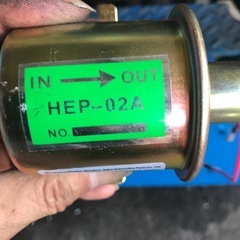 IN → OUT
HEP-02A
NO.